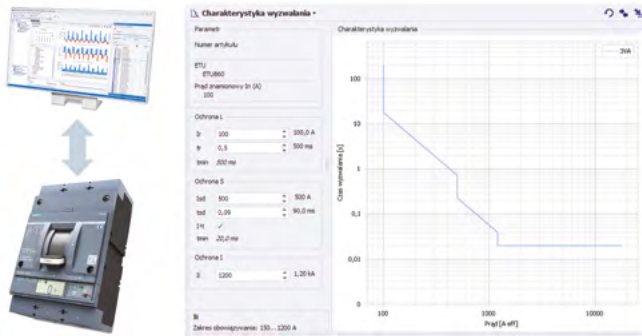 Charakterystyka wyzwalania
Parametr
Numer artykułu
ETU
ETU860
Prąd znamionowy In (A)
100
Ochrona L
Ir 100 100,0 A
tr 0,5 500 ms
tmin 500 ms
Ochrona S
Isd 500 500 A
tsd 0,09 90,0 ms
I²t ✓
tmin 20,0 ms
Ochrona I
Ii 1200 1,20 kA
Ii
Zakres obowiązywania: 150...1200 A
Charakterystyka wyzwalania
3VA
Czas wyzwalania [s]
100
10
1
0,1
0,01
0
100
1000
10000
Prąd [A eff]